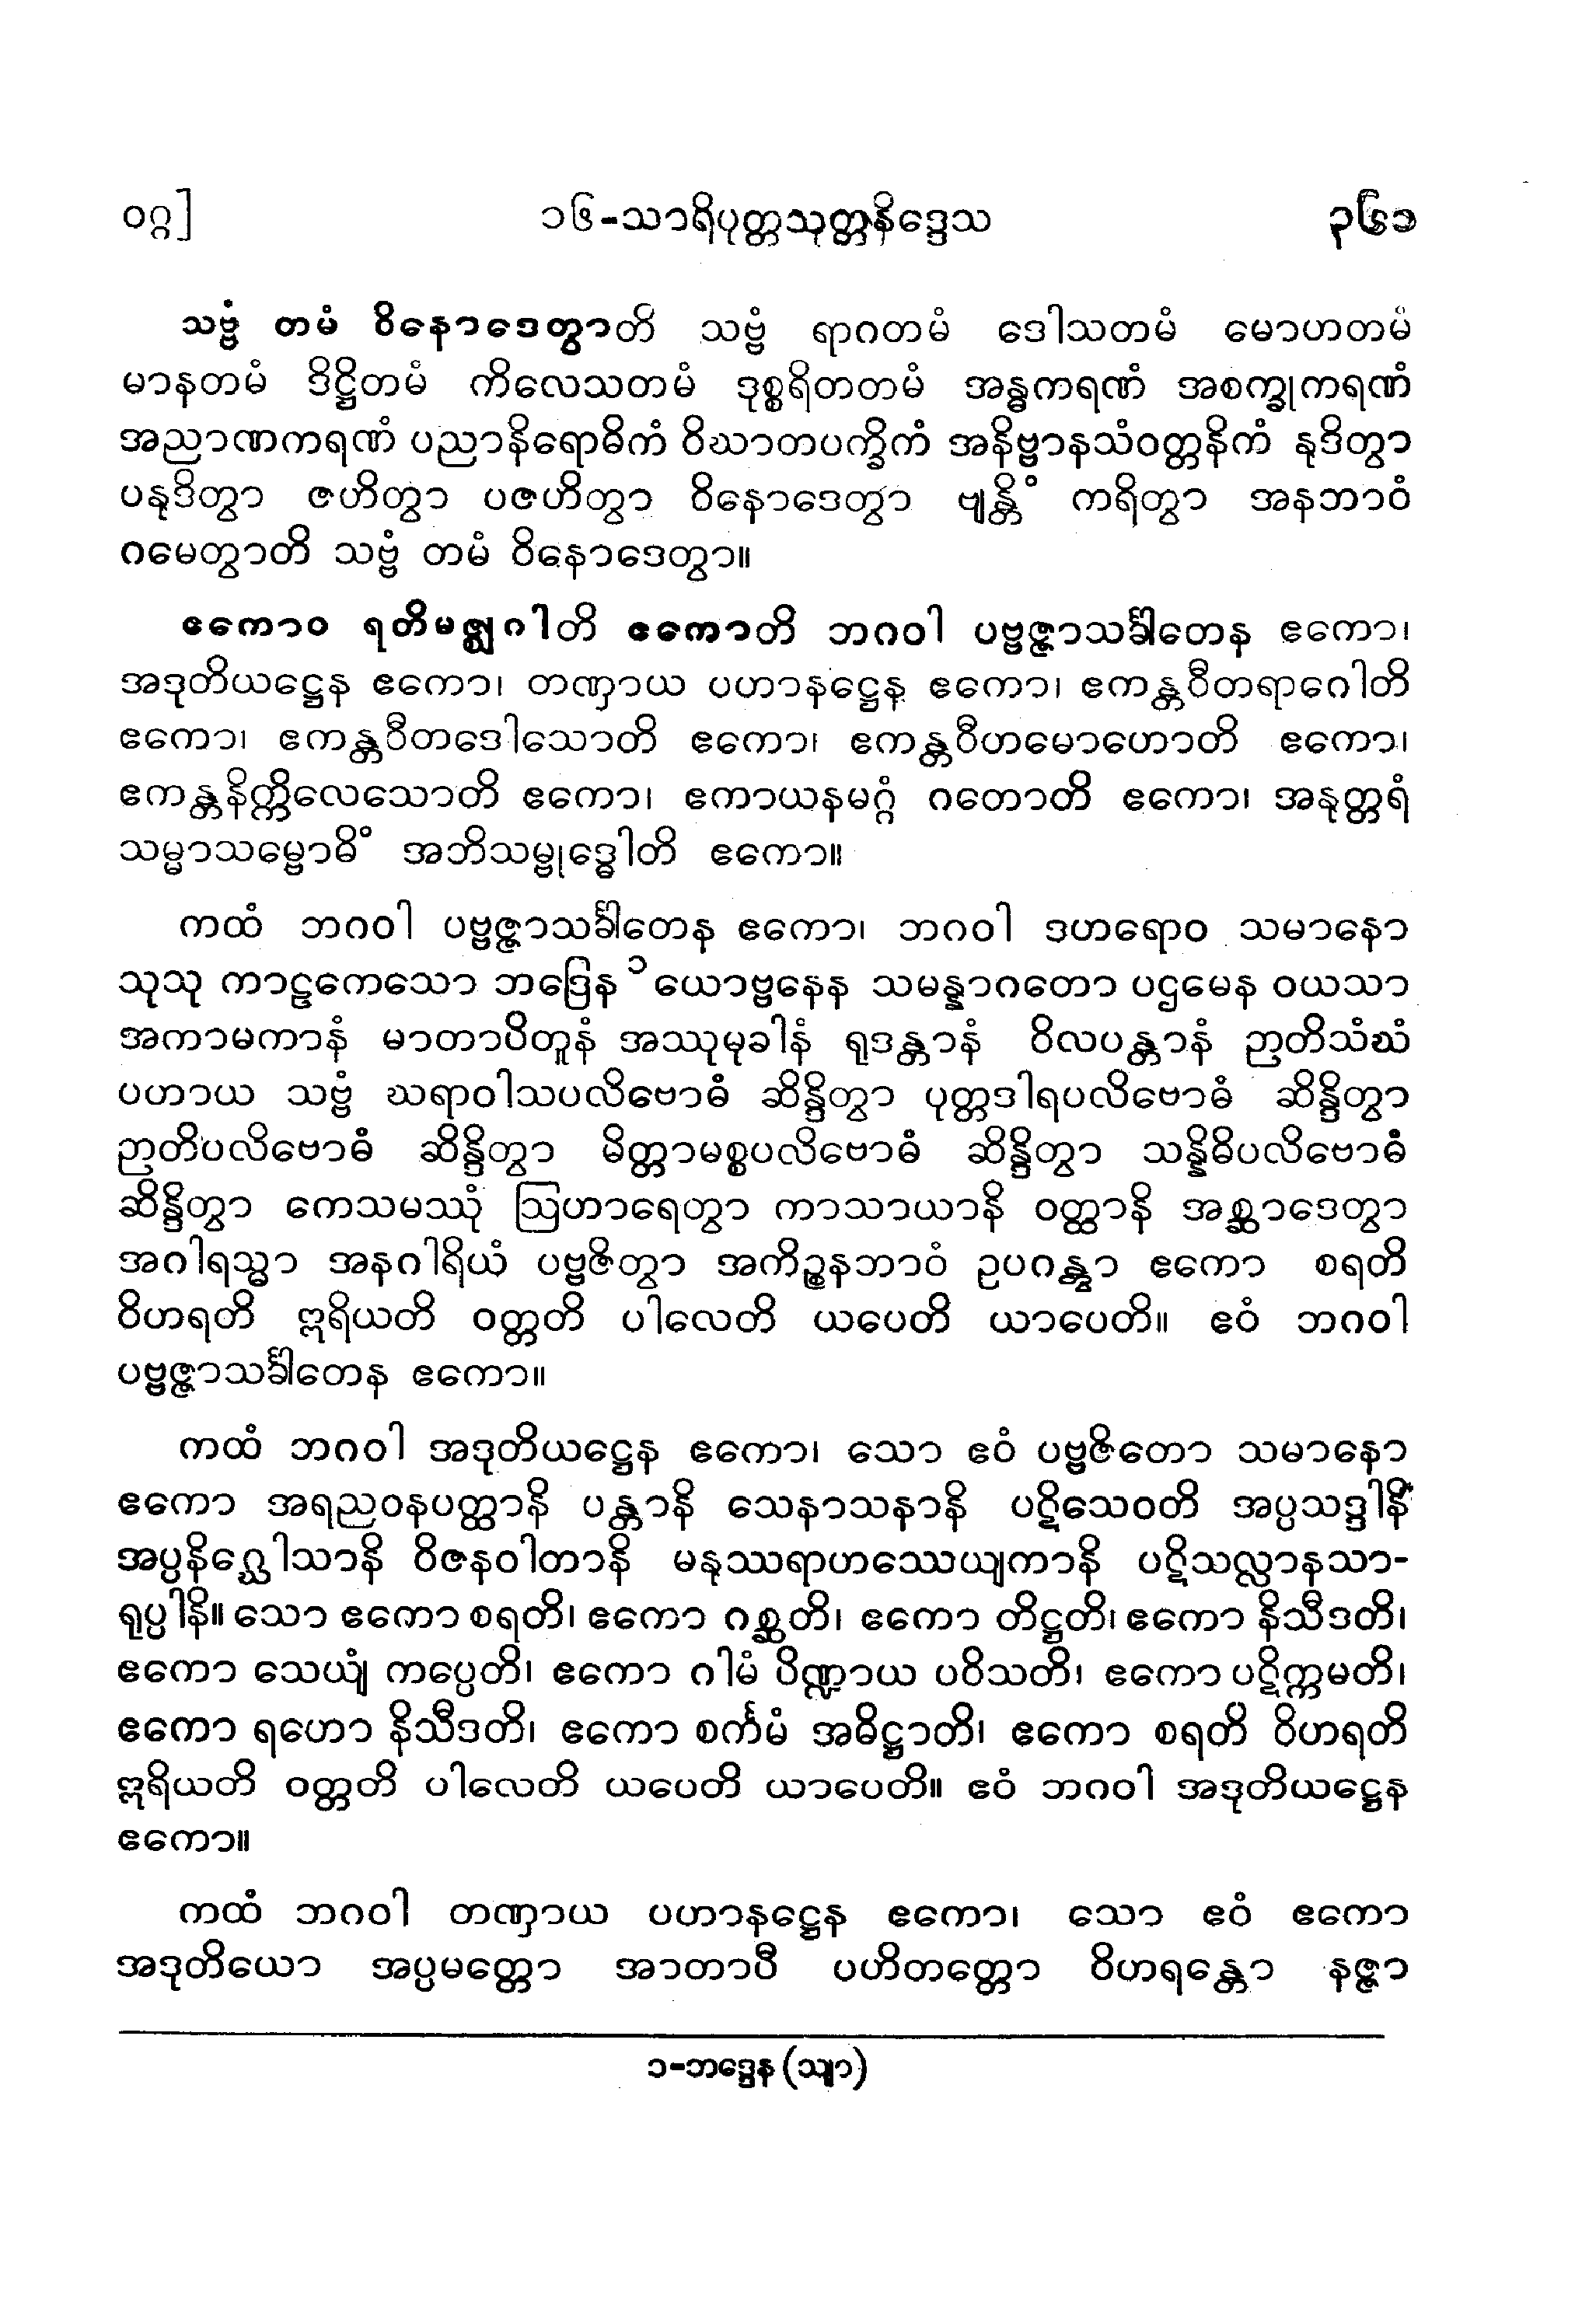 ဝဂ္ဂ]
၁၆-သာရိပုတ္တသုတ္တနိဒ္ဒေသ
၃၆၁
သဗ္ဗံ တမံ ဝိနောဒေတွာတိ သဗ္ဗံ ရာဂတမံ ဒေါသတမံ မောဟတမံ
မာနတမံ ဒိဋ္ဌိတမံ ကိလေသတမံ ဒုစ္စရိတတမံ အန္ဓကရဏံ အစက္ခုကရဏံ
အညာဏကရဏံ ပညာနိရောဓိကံ ဝိဃာတပက္ခိကံ အနိဗ္ဗာနသံဝတ္တနိကံ နုဒိတွာ
ပနုဒိတွာ ဇဟိတွာ ပဇဟိတွာ ဝိနောဒေတွာ ဗျန္တိံ ကရိတွာ အနဘာဝံ
ဂမေတွာတိ သဗ္ဗံ တမံ ဝိနောဒေတွာ။
ဧကောဝ ရတိမဇ္ဈဂါတိ ဧကောတိ ဘဂဝါ ပဗ္ဗဇ္ဇာသင်္ခါတေန ဧကော၊
အဒုတိယဋ္ဌေန ဧကော၊ တဏှာယ ပဟာနဋ္ဌေန ဧကော၊ ဧကန္တဝီတရာဂေါတိ
ဧကော၊ ဧကန္တဝီတဒေါသောတိ ဧကော၊ ဧကန္တဝီဟမောဟောတိ ဧကော၊
ဧကန္တနိက္ကိလေသောတိ ဧကော၊ ဧကာယနမဂ္ဂံ ဂတောတိ ဧကော၊ အနုတ္တရံ
သမ္မာသမ္ဗောဓိံ အဘိသမ္ဗုဒ္ဓေါတိ ဧကော။
ကထံ ဘဂဝါ ပဗ္ဗဇ္ဇာသင်္ခါတေန ဧကော၊ ဘဂဝါ ဒဟရောဝ သမာနော
သုသု ကာဠကေသော ဘဒြေန ၁ ယောဗ္ဗနေန သမန္နာဂတော ပဌမေန ဝယသာ
အကာမကာနံ မာတာပိတူနံ အဿုမုခါနံ ရုဒန္တာနံ ဝိလပန္တာနံ ဉာတိသံဃံ
ပဟာယ သဗ္ဗံ ဃရာဝါသပလိဗောဓံ ဆိန္ဒိတွာ ပုတ္တဒါရပလိဗောဓံ ဆိန္ဒိတွာ
ဉာတိပလိဗောဓံ ဆိန္ဒိတွာ မိတ္တာမစ္စပလိဗောဓံ ဆိန္ဒိတွာ သန္နိဓိပလိဗောဓံ
ဆိန္ဒိတွာ ကေသမဿုံ ဩဟာရေတွာ ကာသာယာနိ ဝတ္ထာနိ အစ္ဆာဒေတွာ
အဂါရသ္မာ အနဂါရိယံ ပဗ္ဗဇိတွာ အကိဉ္စနဘာဝံ ဥပဂန္တွာ ဧကော စရတိ
ဝိဟရတိ ဣရိယတိ ဝတ္တတိ ပါလေတိ ယပေတိ ယာပေတိ။ ဧဝံ ဘဂဝါ
ပဗ္ဗဇ္ဇာသင်္ခါတေန ဧကော။
ကထံ ဘဂဝါ အဒုတိယဋ္ဌေန ဧကော၊ သော ဧဝံ ပဗ္ဗဇိတော သမာနော
ဧကော အရညဝနပတ္ထာနိ ပန္တာနိ သေနာသနာနိ ပဋိသေဝတိ အပ္ပသဒ္ဒါနိ
အပ္ပနိဂ္ဃေါသာနိ ဝိဇနဝါတာနိ မနုဿရာဟဿေယျကာနိ ပဋိသလ္လာနသာ-
ရုပ္ပါနိ။ သော ဧကော စရတိ၊ ဧကော ဂစ္ဆတိ၊ ဧကော တိဋ္ဌတိ၊ ဧကော နိသီဒတိ၊
ဧကော သေယျံ ကပ္ပေတိ၊ ဧကော ဂါမံ ပိဏ္ဍာယ ပဝိသတိ၊ ဧကော ပဋိက္ကမတိ၊
ဧကော ရဟော နိသီဒတိ၊ ဧကော စင်္ကမံ အဓိဋ္ဌာတိ၊ ဧကော စရတိ ဝိဟရတိ
ဣရိယတိ ဝတ္တတိ ပါလေတိ ယပေတိ ယာပေတိ။ ဧဝံ ဘဂဝါ အဒုတိယဋ္ဌေန
ဧကော။
ကထံ ဘဂဝါ တဏှာယ ပဟာနဋ္ဌေန ဧကော၊ သော ဧဝံ ဧကော
အဒုတိယော အပ္ပမတ္တော အာတာပီ ပဟိတတ္တော ဝိဟရန္တော နဇ္ဇာ
၁-ဘဒ္ဒေန (သျာ)